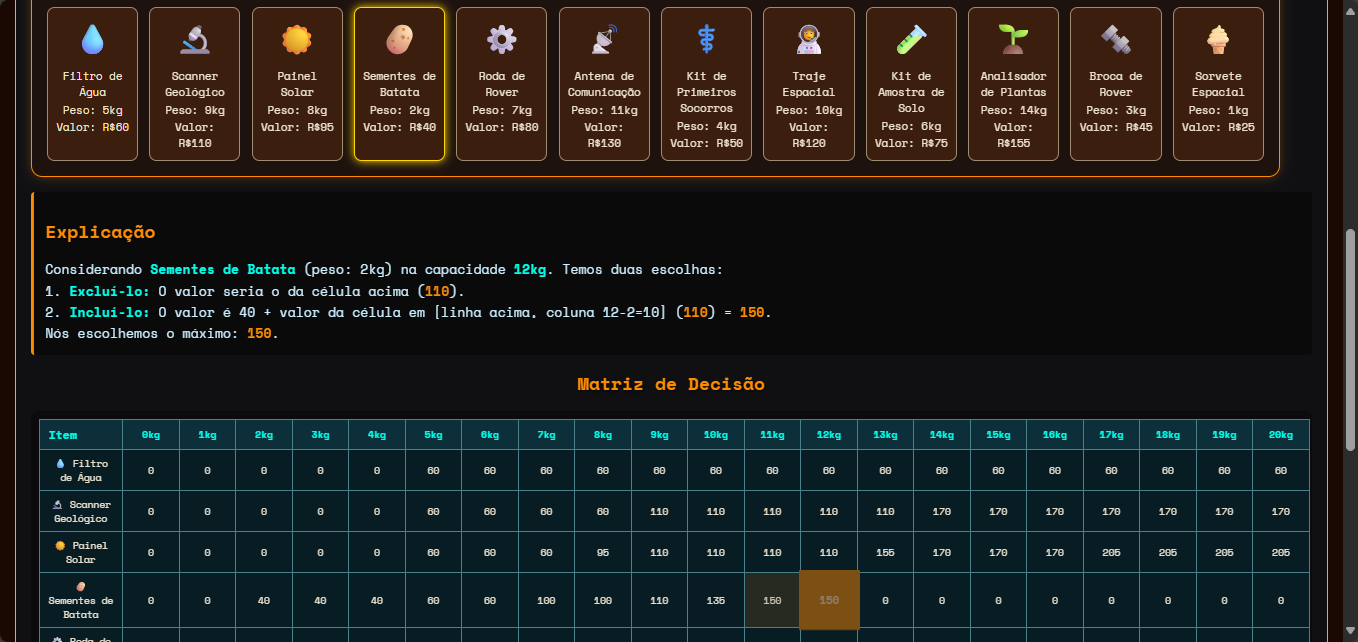 Filtro de
Água
Peso: 5kg
Valor: R$60
Scanner
Geológico
Peso: 9kg
Valor:
R$110
Painel
Solar
Peso: 8kg
Valor: R$95
Sementes de
Batata
Peso: 2kg
Valor: R$40
Roda de
Rover
Peso: 7kg
Valor: R$80
Antena de
Comunicação
Peso: 11kg
Valor:
R$130
Kit de
Primeiros
Socorros
Peso: 4kg
Valor: R$50
Traje
Espacial
Peso: 10kg
Valor:
R$120
Kit de
Amostra de
Solo
Peso: 6kg
Valor: R$75
Analisador
de Plantas
Peso: 14kg
Valor:
R$155
Broca de
Rover
Peso: 3kg
Valor: R$45
Sorvete
Espacial
Peso: 1kg
Valor: R$25
Explicação
Considerando Sementes de Batata (peso: 2kg) na capacidade 12kg. Temos duas escolhas:
1. Excluí-lo: O valor seria o da célula acima (110).
2. Incluí-lo: O valor é 40 + valor da célula em [linha acima, coluna 12-2=10] (110) = 150.
Nós escolhemos o máximo: 150.
Matriz de Decisão
Item 0kg 1kg 2kg 3kg 4kg 5kg 6kg 7kg 8kg 9kg 10kg 11kg 12kg 13kg 14kg 15kg 16kg 17kg 18kg 19kg 20kg
Filtro
de Água 0 0 0 0 0 60 60 60 60 60 60 60 60 60 60 60 60 60 60 60 60
Scanner
Geológico 0 0 0 0 0 60 60 60 60 110 110 110 110 110 170 170 170 170 170 170 170
Painel
Solar 0 0 0 0 0 60 60 60 95 110 110 110 110 155 170 170 170 205 205 205 205
Sementes de
Batata 0 0 40 40 40 60 60 100 100 110 135 150 150 0 0 0 0 0 0 0 0
Roda de